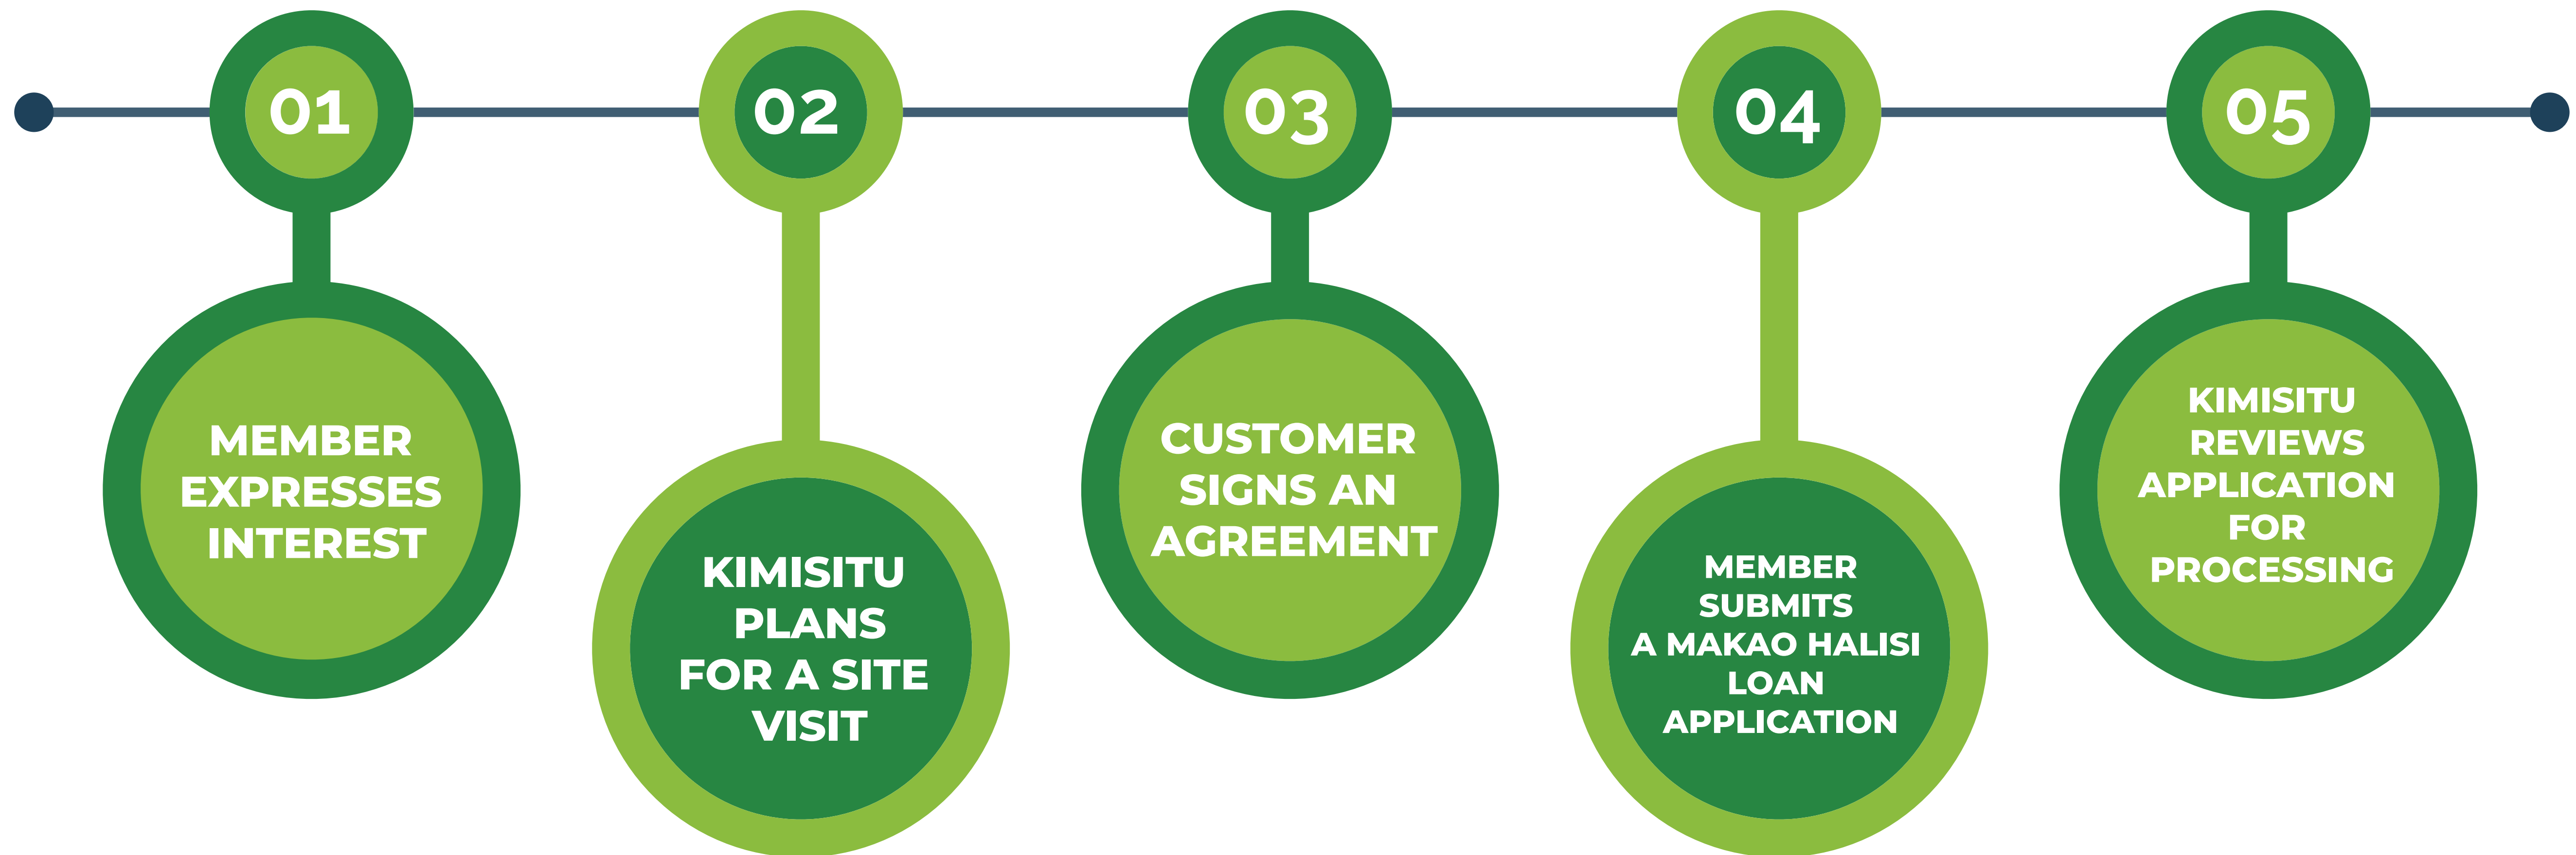 01
MEMBER
EXPRESSES
INTEREST
02
KIMISITU
PLANS
FOR A SITE
VISIT
03
CUSTOMER
SIGNS AN
AGREEMENT
04
MEMBER
SUBMITS
A MAKAO HALISI
LOAN
APPLICATION
05
KIMISITU
REVIEWS
APPLICATION
FOR
PROCESSING